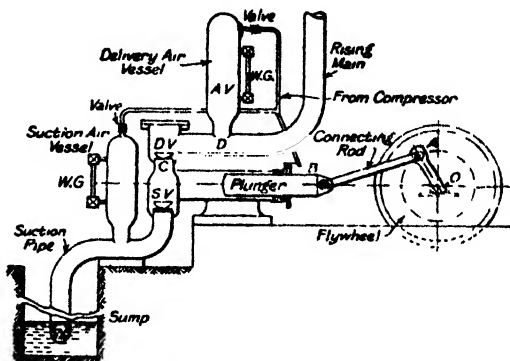 Valve
Delivery Air
Vessel
Rising
Main
W.G.
A V
From Compressor
Valve
Suction Air
Vessel
Connecting
Rod
D V
D
C
W.G
S V
Plunger
B
A
O
Suction
Pipe
Flywheel
Sump